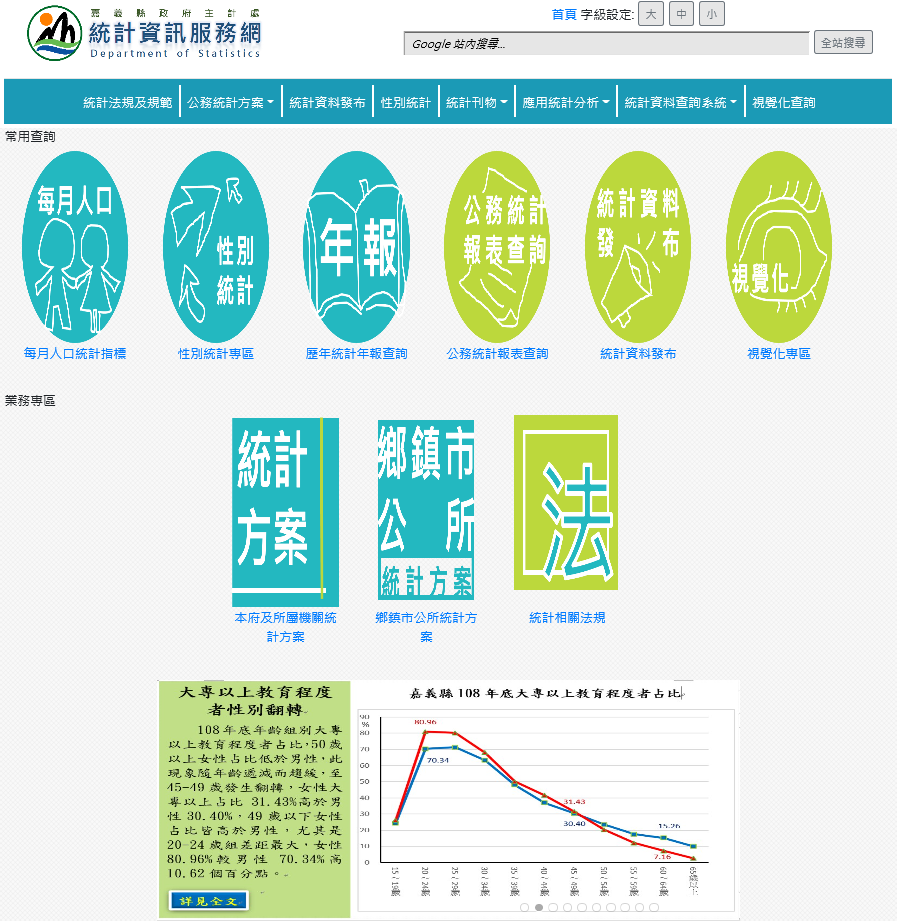 嘉義縣政府主計處
統計資訊服務網
Department of Statistics
首頁 字級設定: 大 中 小
Google 站內搜尋... 全站搜尋
統計法規及規範 公務統計方案 統計資料發布 性別統計 統計刊物 應用統計分析 統計資料查詢系統 視覺化查詢
常用查詢
每月人口
性別
統計
年報
公務統計
報表查詢
統計資料
發布
視覺化
每月人口統計指標 性別統計專區 歷年統計年報查詢 公務統計報表查詢 統計資料發布 視覺化專區
業務專區
統計
方案
鄉鎮市
公所
統計方案
法
本府及所屬機關統
計方案
鄉鎮市公所統計方
案
統計相關法規
大專以上教育程度
者性別翻轉
108年底年齡組別大專
以上教育程度者占比,50歲
以上女性占比低於男性,此
現象隨年齡遞減而趨緩,至
45-49歲發生翻轉,女性大
專以上占比 31.43%高於男
性 30.40%,49歲以下女性
占比皆高於男性,尤其是
20-24歲組差距最大,女性
80.96%較男性 70.34%高
10.62個百分點。
詳見全文
嘉義縣108年底大專以上教育程度者占比
90
%
80
70
60
50
40
30
20
10
0
80.96
70.34
31.43
30.40
15.26
7.16
15 / 19歲
20 / 24歲
25 / 29歲
30 / 34歲
35 / 39歲
40 / 44歲
45 / 49歲
50 / 54歲
55 / 59歲
60 / 64歲